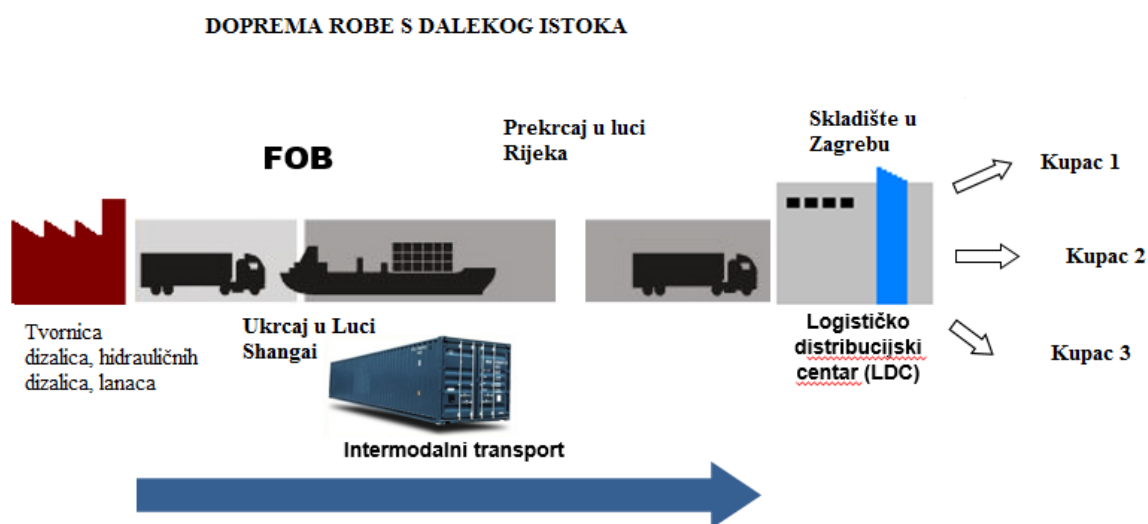 DOPREMA ROBE S DALEKOG ISTOKA
FOB
Prekrcaj u luci
Rijeka
Skladište u
Zagrebu
Kupac 1
Kupac 2
Kupac 3
Tvornica
dizalica, hidrauličnih
dizalica, lanaca
Ukrcaj u Luci
Shangai
Logističko
distribucijski
centar (LDC)
Intermodalni transport